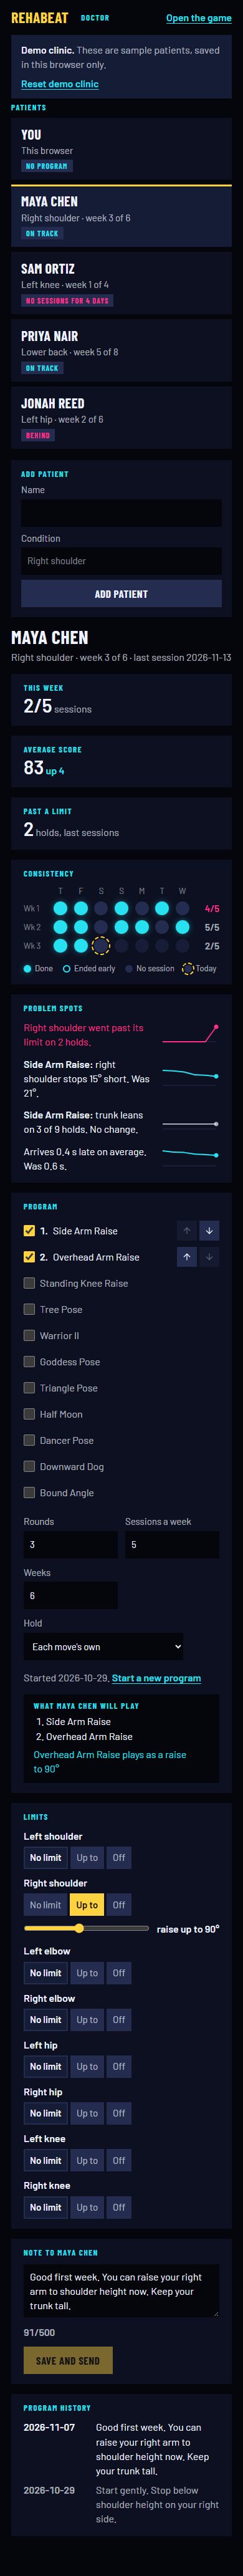 REHABEAT DOCTOR Open the game
Demo clinic. These are sample patients, saved
in this browser only.
Reset demo clinic
PATIENTS
YOU
This browser
NO PROGRAM
MAYA CHEN
Right shoulder · week 3 of 6
ON TRACK
SAM ORTIZ
Left knee · week 1 of 4
NO SESSIONS FOR 4 DAYS
PRIYA NAIR
Lower back · week 5 of 8
ON TRACK
JONAH REED
Left hip · week 2 of 6
BEHIND
ADD PATIENT
Name
Condition
Right shoulder
ADD PATIENT
MAYA CHEN
Right shoulder · week 3 of 6 · last session 2026-11-13
THIS WEEK
2/5 sessions
AVERAGE SCORE
83 up 4
PAST A LIMIT
2 holds, last sessions
CONSISTENCY
T F S S M T W
Wk 1 4/5
Wk 2 5/5
Wk 3 2/5
Done Ended early No session Today
PROBLEM SPOTS
Right shoulder went past its
limit on 2 holds.
Side Arm Raise: right
shoulder stops 15° short. Was
21°.
Side Arm Raise: trunk leans
on 3 of 9 holds. No change.
Arrives 0.4 s late on average.
Was 0.6 s.
PROGRAM
1. Side Arm Raise ↑ ↓
2. Overhead Arm Raise ↑ ↓
Standing Knee Raise
Tree Pose
Warrior II
Goddess Pose
Triangle Pose
Half Moon
Dancer Pose
Downward Dog
Bound Angle
Rounds Sessions a week
3 5
Weeks
6
Hold
Each move's own
Started 2026-10-29. Start a new program
WHAT MAYA CHEN WILL PLAY
1. Side Arm Raise
2. Overhead Arm Raise
Overhead Arm Raise plays as a raise
to 90°
LIMITS
Left shoulder
No limit Up to Off
Right shoulder
No limit Up to Off
raise up to 90°
Left elbow
No limit Up to Off
Right elbow
No limit Up to Off
Left hip
No limit Up to Off
Right hip
No limit Up to Off
Left knee
No limit Up to Off
Right knee
No limit Up to Off
NOTE TO MAYA CHEN
Good first week. You can raise your right
arm to shoulder height now. Keep your
trunk tall.
91/500
SAVE AND SEND
PROGRAM HISTORY
2026-11-07 Good first week. You can
raise your right arm to
shoulder height now. Keep
your trunk tall.
2026-10-29 Start gently. Stop below
shoulder height on your right
side.